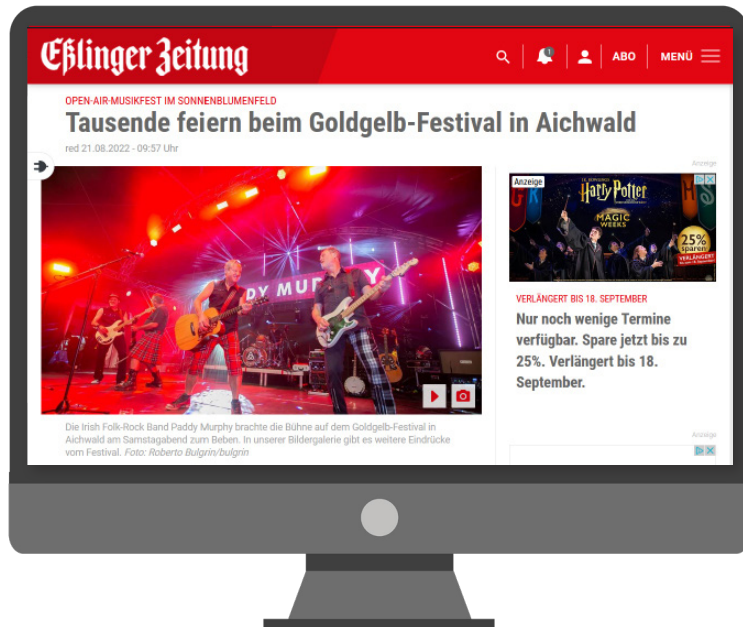 Eßlinger Zeitung
1
ABO
MENÜ
OPEN-AIR-MUSIKFEST IM SONNENBLUMENFELD
Tausende feiern beim Goldgelb-Festival in Aichwald
red 21.08.2022 - 09:57 Uhr
DY MURPHY
Die Irish Folk-Rock Band Paddy Murphy brachte die Bühne auf dem Goldgelb-Festival in
Aichwald am Samstagabend zum Beben. In unserer Bildergalerie gibt es weitere Eindrücke
vom Festival. Foto: Roberto Bulgrin/bulgrin
Anzeige
Anzeige
Harry Potter
MAGIC
WEEKS
25%
sparen
VERLÄNGERT
VERLÄNGERT BIS 18. SEPTEMBER
Nur noch wenige Termine
verfügbar. Spare jetzt bis zu
25%. Verlängert bis 18.
September.
Anzeige